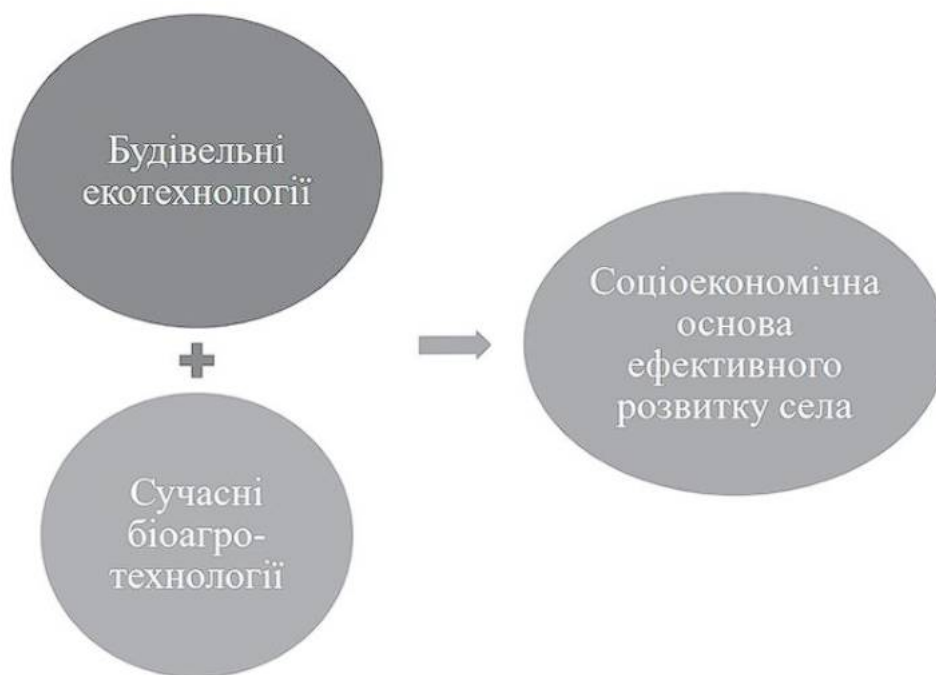 Будівельні
екотехнології
Сучасні
біоагро-
технології
Соціоекономічна
основа
ефективного
розвитку села